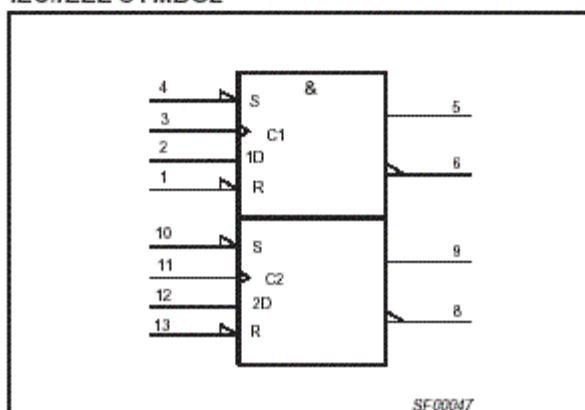 IEC/IEEE SYMBOL
&
4 S 5
3 C1
2 1D 6
1 R
10 S 9
11 C2
12 2D 8
13 R
SF00047